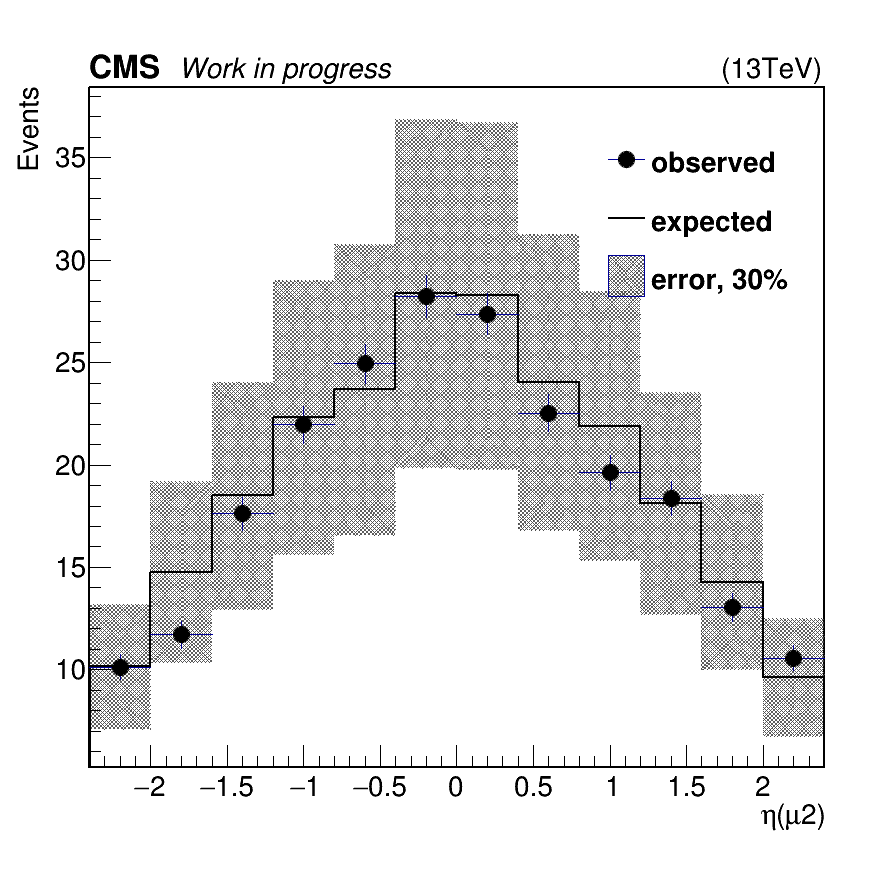 CMS Work in progress (13TeV)
Events
35
30
25
20
15
10
observed
expected
error, 30%
−2 −1.5 −1 −0.5 0 0.5 1 1.5 2
η(μ2)